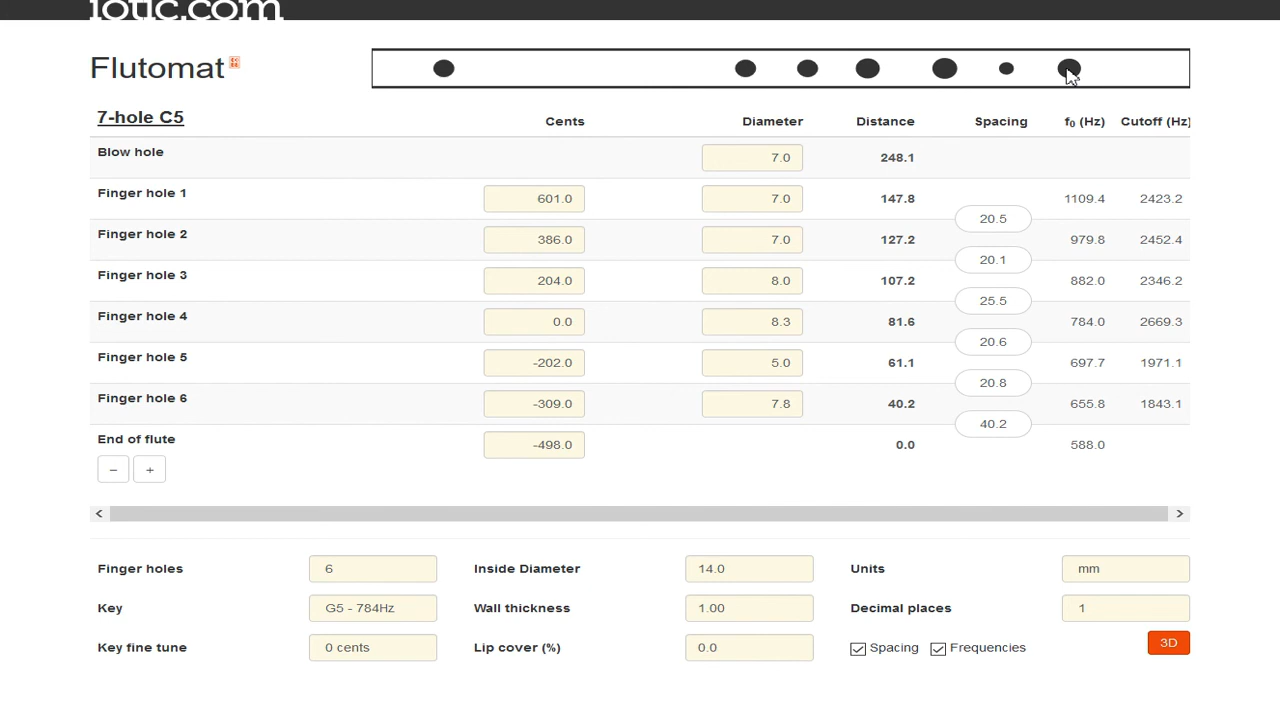 iotic.com
Flutomat
7-hole C5 Cents Diameter Distance Spacing f0 (Hz) Cutoff (Hz)
Blow hole 7.0 248.1
Finger hole 1 601.0 7.0 147.8 1109.4 2423.2
20.5
Finger hole 2 386.0 7.0 127.2 979.8 2452.4
20.1
Finger hole 3 204.0 8.0 107.2 882.0 2346.2
25.5
Finger hole 4 0.0 8.3 81.6 784.0 2669.3
20.6
Finger hole 5 -202.0 5.0 61.1 697.7 1971.1
20.8
Finger hole 6 -309.0 7.8 40.2 655.8 1843.1
40.2
End of flute -498.0 0.0 588.0
− +
Finger holes 6 Inside Diameter 14.0 Units mm
Key G5 - 784Hz Wall thickness 1.00 Decimal places 1
Key fine tune 0 cents Lip cover (%) 0.0 Spacing Frequencies 3D